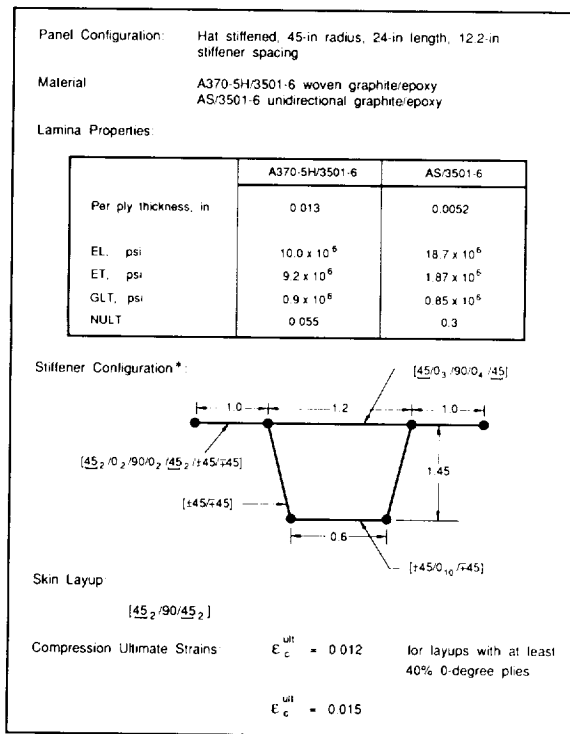 Panel Configuration: Hat stiffened, 45-in radius, 24-in length, 12.2-in
stiffener spacing
Material A370-5H/3501-6 woven graphite/epoxy
AS/3501-6 unidirectional graphite/epoxy
Lamina Properties:
A370-5H/3501-6 AS/3501-6
Per ply thickness, in 0.013 0.0052
EL, psi 10.0 x 10⁶ 18.7 x 10⁶
ET, psi 9.2 x 10⁶ 1.87 x 10⁶
GLT, psi 0.9 x 10⁶ 0.85 x 10⁶
NULT 0.055 0.3
Stiffener Configuration*:
[45/0₃/90/0₄/45]
1.0 1.2 1.0
[45₂/0₂/90/0₂/45₂/±45/∓45]
1.45
[±45/∓45]
0.6
[±45/0₁₀/∓45]
Skin Layup
[45₂/90/45₂]
Compression Ultimate Strains ε_c^ult = 0.012 for layups with at least
40% 0-degree plies
ε_c^ult = 0.015